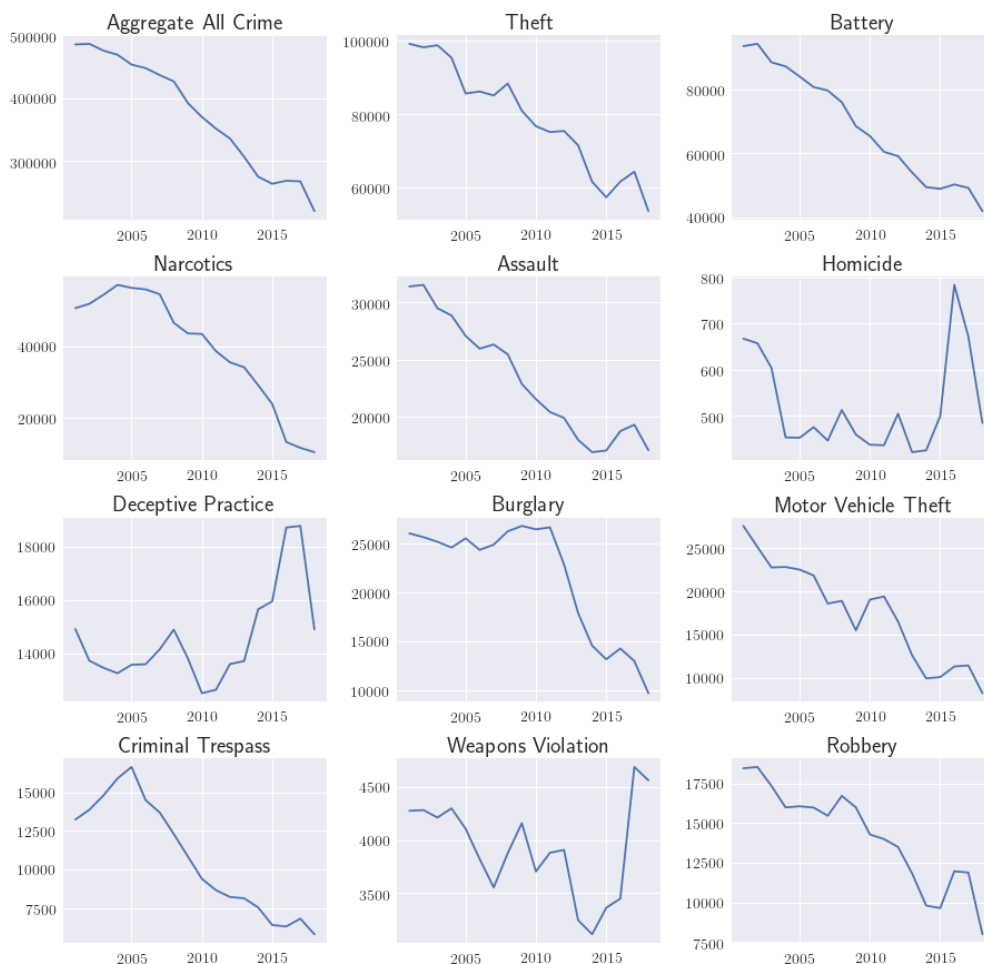 Aggregate All Crime
500000
400000
300000
2005 2010 2015
Theft
100000
80000
60000
2005 2010 2015
Battery
80000
60000
40000
2005 2010 2015
Narcotics
40000
20000
2005 2010 2015
Assault
30000
25000
20000
2005 2010 2015
Homicide
800
700
600
500
2005 2010 2015
Deceptive Practice
18000
16000
14000
2005 2010 2015
Burglary
25000
20000
15000
10000
2005 2010 2015
Motor Vehicle Theft
25000
20000
15000
10000
2005 2010 2015
Criminal Trespass
15000
12500
10000
7500
2005 2010 2015
Weapons Violation
4500
4000
3500
2005 2010 2015
Robbery
17500
15000
12500
10000
7500
2005 2010 2015